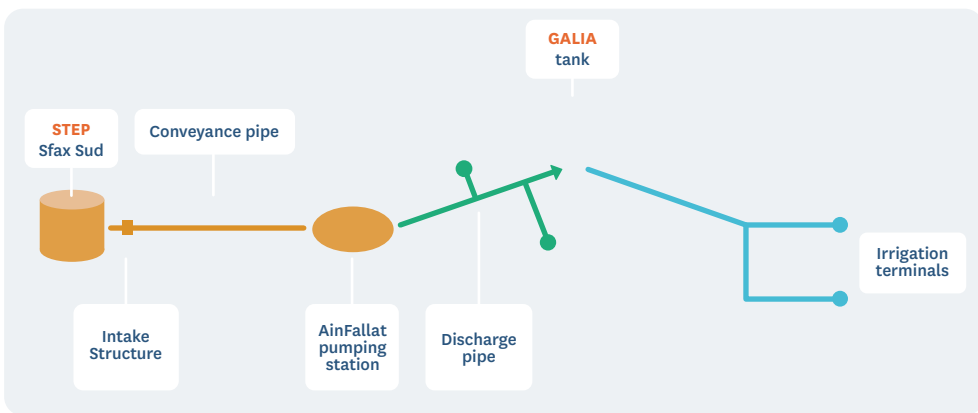 GALIA
tank
STEP
Sfax Sud
Conveyance pipe
Irrigation
terminals
Intake
Structure
AinFallat
pumping
station
Discharge
pipe